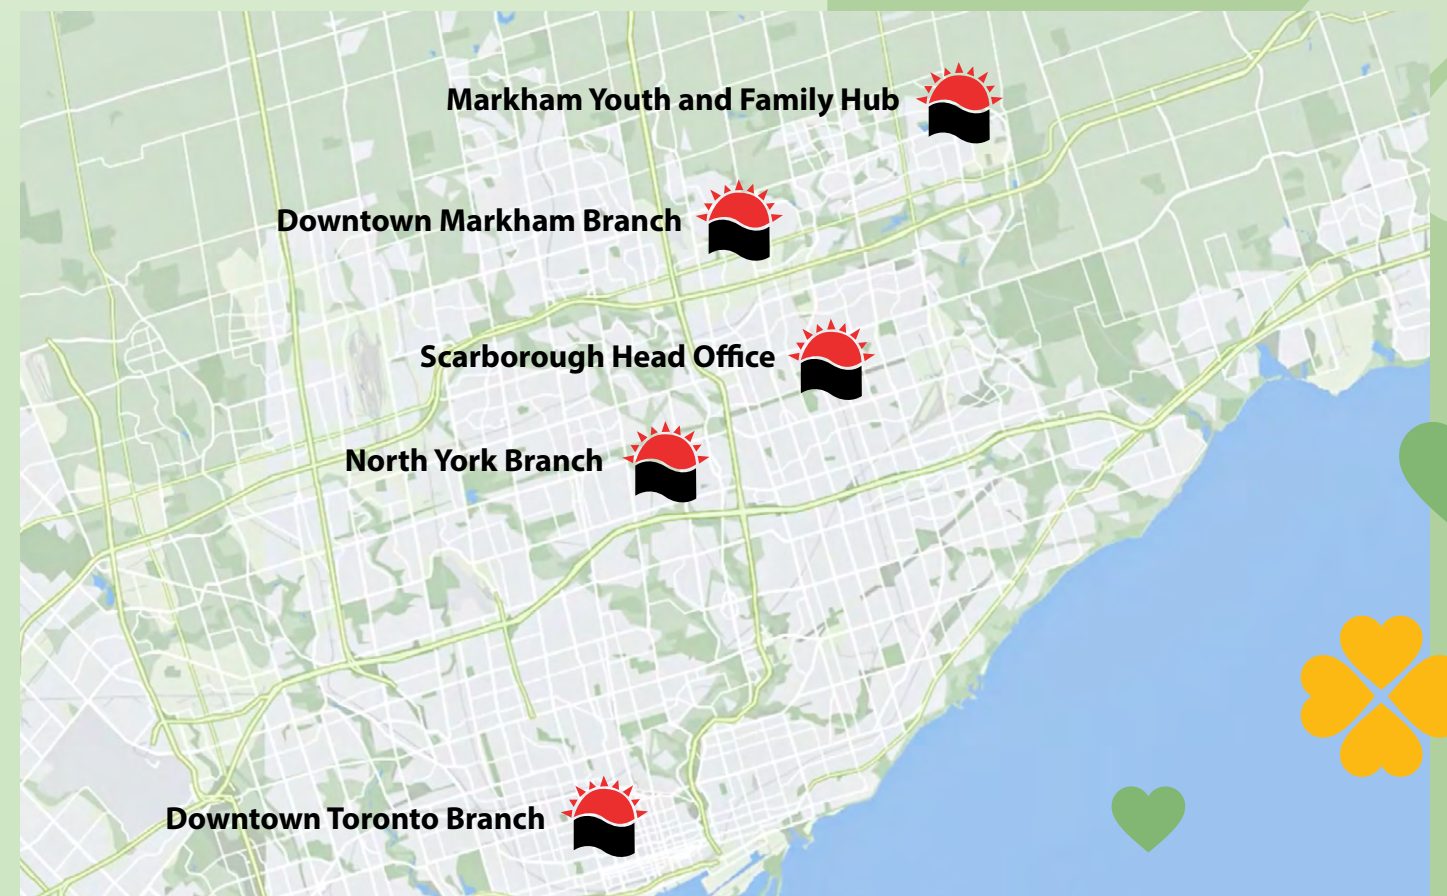 Markham Youth and Family Hub
Downtown Markham Branch
Scarborough Head Office
North York Branch
Downtown Toronto Branch